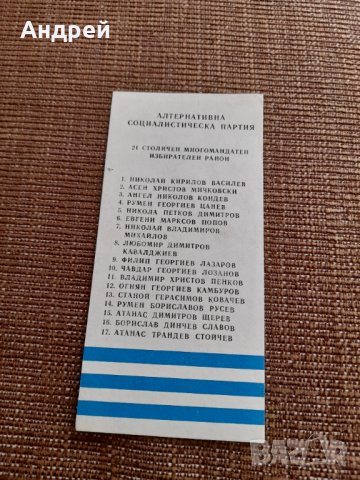 Андрей
АЛТЕРНАТИВНА
СОЦИАЛИСТИЧЕСКА ПАРТИЯ
24 СТОЛИЧЕН МНОГОМАНДАТЕН
ИЗБИРАТЕЛЕН РАЙОН
1. НИКОЛАЙ КИРИЛОВ ВАСИЛЕВ
2. АСЕН ХРИСТОВ МИЧКОВСКИ
3. АНГЕЛ НИКОЛОВ КОНДЕВ
4. РУМЕН ГЕОРГИЕВ ЦАНЕВ
5. НИКОЛА ПЕТКОВ ДИМИТРОВ
6. ЕВГЕНИ МАРКСОВ ПОПОВ
7. НИКОЛАЙ ВЛАДИМИРОВ
МИХАЙЛОВ
8. ЛЮБОМИР ДИМИТРОВ
КАВАЛДЖИЕВ
9. ФИЛИП ГЕОРГИЕВ ЛАЗАРОВ
10. ЧАВДАР ГЕОРГИЕВ ЛОЗАНОВ
11. ВЛАДИМИР ХРИСТОВ ПЕНКОВ
12. ОГНЯН ГЕОРГИЕВ КАМБУРОВ
13. СТАНОЙ ГЕРАСИМОВ КОВАЧЕВ
14. РУМЕН БОРИСЛАВОВ РУСЕВ
15. АТАНАС ДИМИТРОВ ЩЕРЕВ
16. БОРИСЛАВ ДИНЧЕВ СЛАВОВ
17. АТАНАС ТРАНДЕВ СТОЙЧЕВ
BAZAR